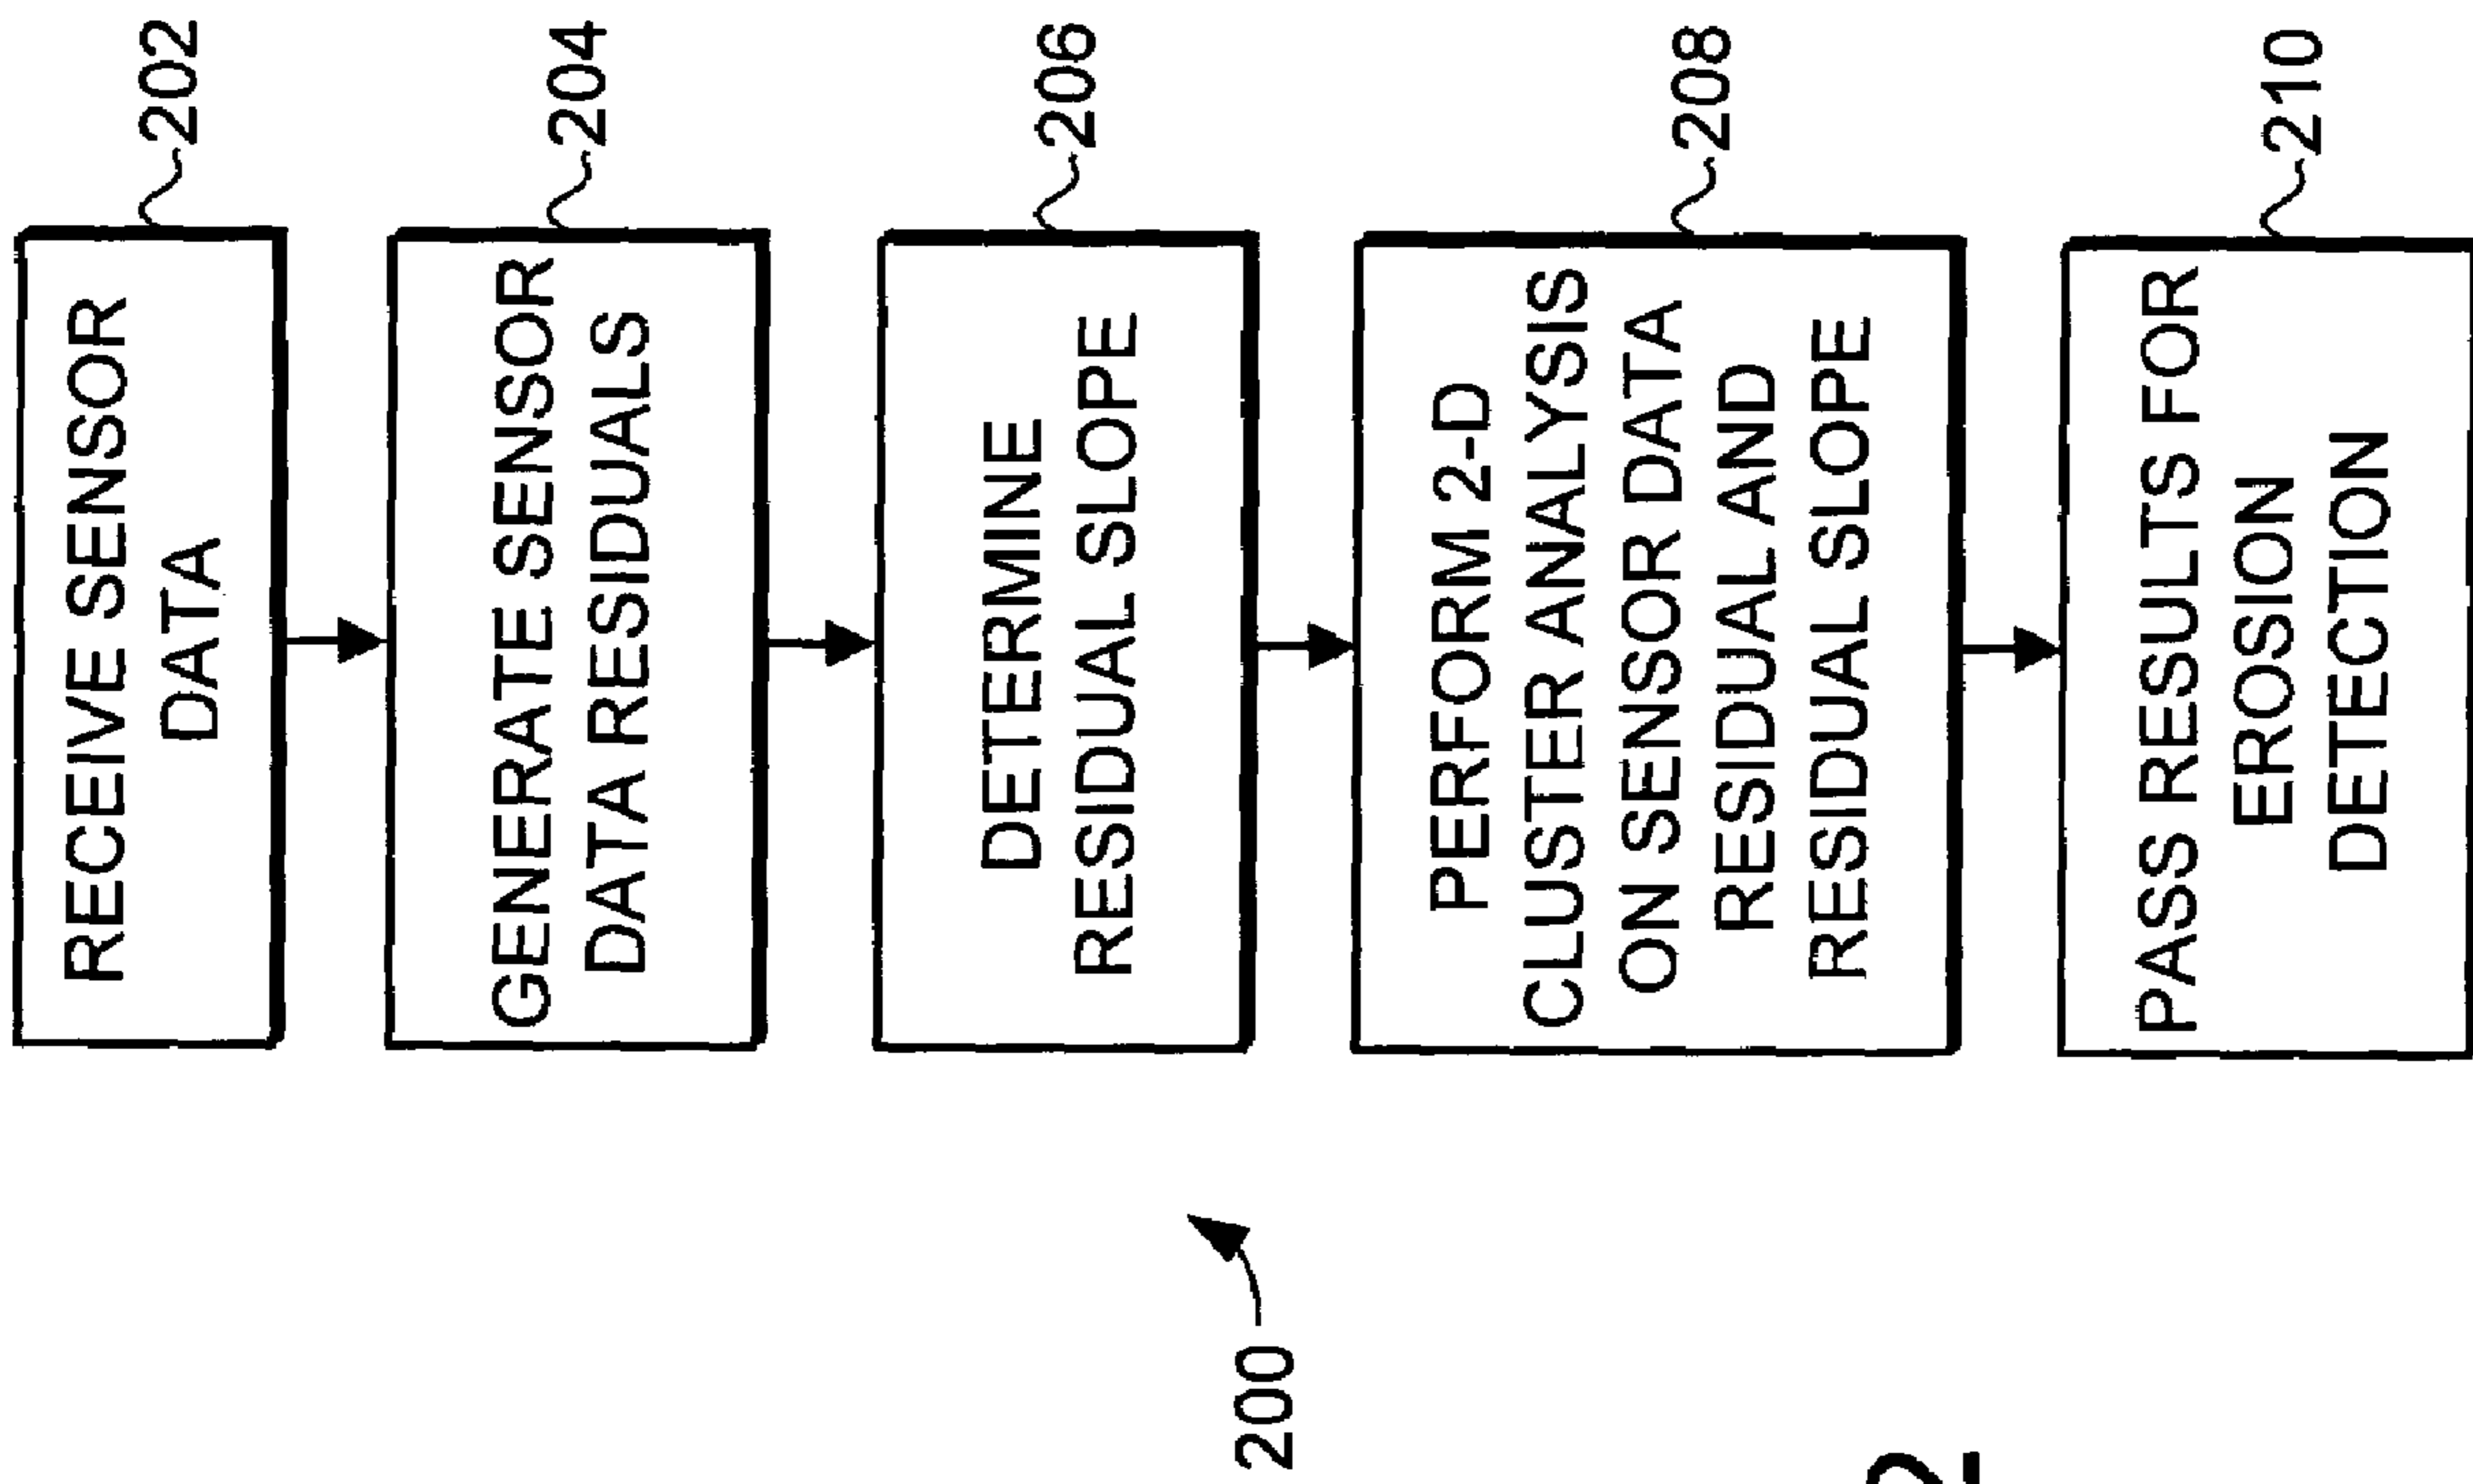 RECEIVE SENSOR
DATA
202
GENERATE SENSOR
DATA RESIDUALS
204
DETERMINE
RESIDUAL SLOPE
206
PERFORM 2-D
CLUSTER ANALYSIS
ON SENSOR DATA
RESIDUAL AND
RESIDUAL SLOPE
208
PASS RESULTS FOR
EROSION
DETECTION
210
200